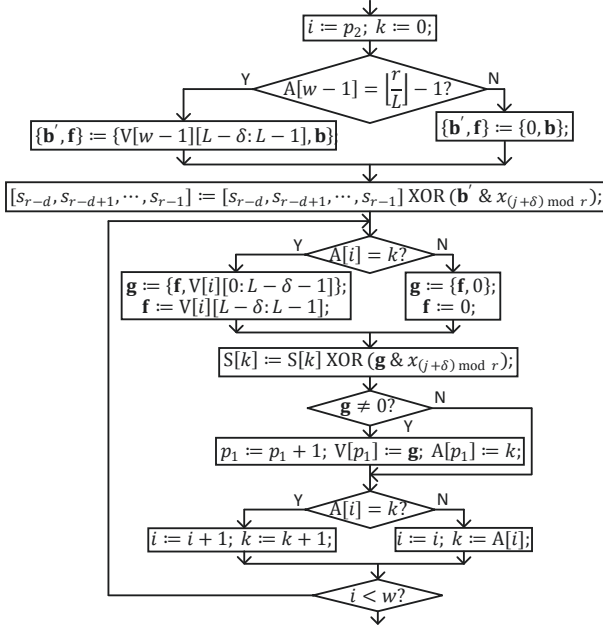 i := p₂; k := 0;
Y
A[w − 1] = ⌊r/L⌋ − 1?
N
{b′, f} := {V[w − 1][L − δ: L − 1], b}
{b′, f} := {0, b};
[s_{r−d}, s_{r−d+1}, ⋯, s_{r−1}] := [s_{r−d}, s_{r−d+1}, ⋯, s_{r−1}] XOR (b′ & x_{(j+δ) mod r});
Y
A[i] = k?
N
g := {f, V[i][0: L − δ − 1]};
f := V[i][L − δ: L − 1];
g := {f, 0};
f := 0;
S[k] := S[k] XOR (g & x_{(j+δ) mod r});
g ≠ 0?
N
Y
p₁ := p₁ + 1; V[p₁] := g; A[p₁] := k;
Y
A[i] = k?
N
i := i + 1; k := k + 1;
i := i; k := A[i];
i < w?